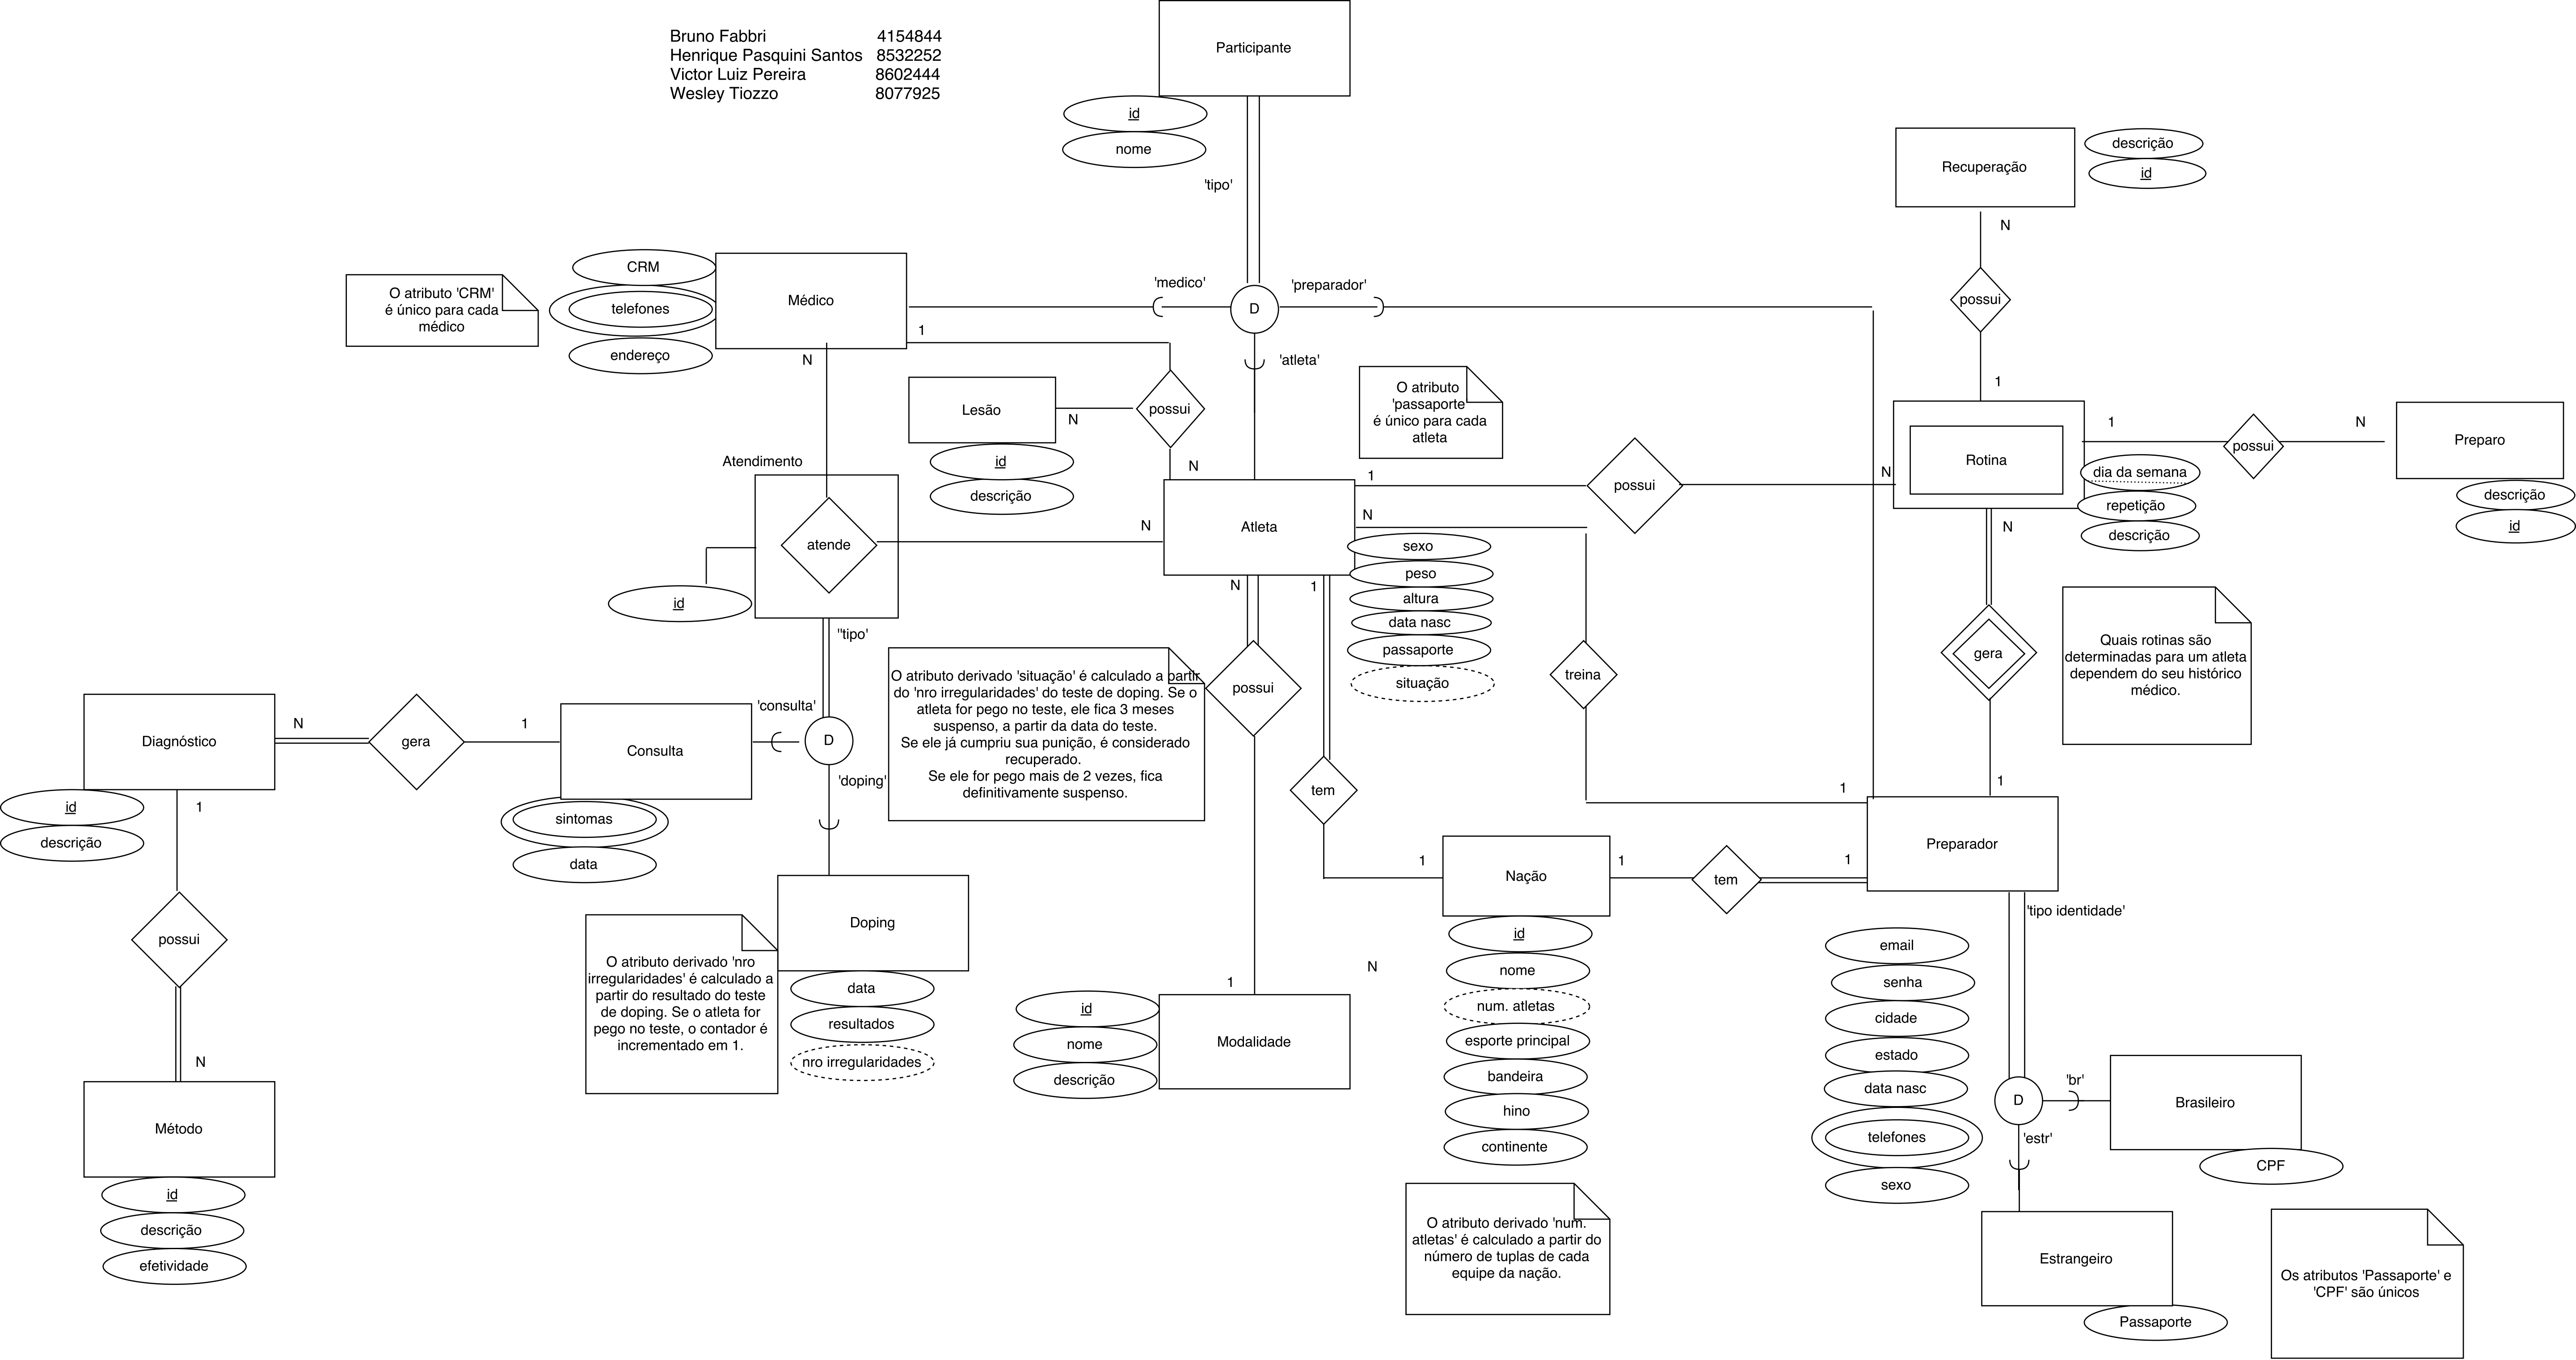 Bruno Fabbri 4154844
Henrique Pasquini Santos 8532252
Victor Luiz Pereira 8602444
Wesley Tiozzo 8077925
Participante
id
nome
'tipo'
Recuperação
descrição
id
N
possui
1
Médico
CRM
telefones
endereço
O atributo 'CRM'
é único para cada
médico
'medico'
D
'preparador'
'atleta'
1
N
Lesão
N
possui
N
id
descrição
O atributo
'passaporte'
é único para cada
atleta
Rotina
1
possui
N
Preparo
descrição
id
dia da semana
repetição
descrição
N
Atendimento
atende
id
N
Atleta
1
possui
N
N
sexo
peso
altura
data nasc
passaporte
situação
N
1
treina
1
gera
1
Quais rotinas são
determinadas para um atleta
dependem do seu histórico
médico.
"tipo'
'consulta'
D
'doping'
O atributo derivado 'situação' é calculado a partir
do 'nro irregularidades' do teste de doping. Se o
atleta for pego no teste, ele fica 3 meses
suspenso, a partir da data do teste.
Se ele já cumpriu sua punição, é considerado
recuperado.
Se ele for pego mais de 2 vezes, fica
definitivamente suspenso.
possui
1
tem
1
Diagnóstico
N
gera
1
Consulta
id
descrição
1
sintomas
data
possui
N
Método
id
descrição
efetividade
Doping
data
resultados
nro irregularidades
O atributo derivado 'nro
irregularidades' é calculado a
partir do resultado do teste
de doping. Se o atleta for
pego no teste, o contador é
incrementado em 1.
N
Modalidade
id
nome
descrição
Nação
1
tem
1
id
nome
num. atletas
esporte principal
bandeira
hino
continente
O atributo derivado 'num.
atletas' é calculado a partir do
número de tuplas de cada
equipe da nação.
Preparador
'tipo identidade'
email
senha
cidade
estado
data nasc
telefones
sexo
D
'br'
'estr'
Brasileiro
CPF
Estrangeiro
Passaporte
Os atributos 'Passaporte' e
'CPF' são únicos